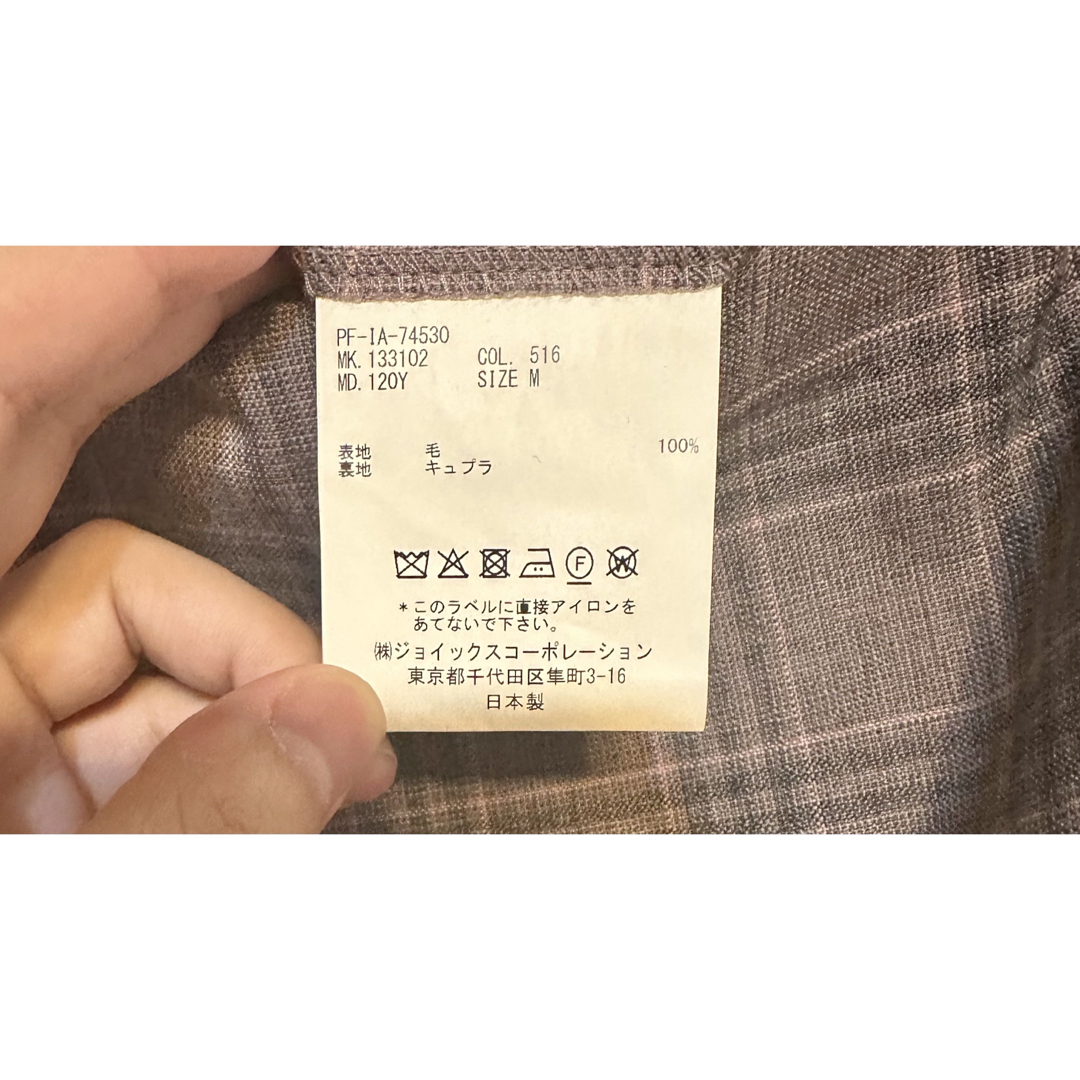 PF-IA-74530
MK. 133102 COL. 516
MD. 120Y SIZE M
表地 毛 100%
裏地 キュプラ
F W
*このラベルに直接アイロンを
あてないで下さい。
㈱ジョイックスコーポレーション
東京都千代田区隼町3-16
日本製